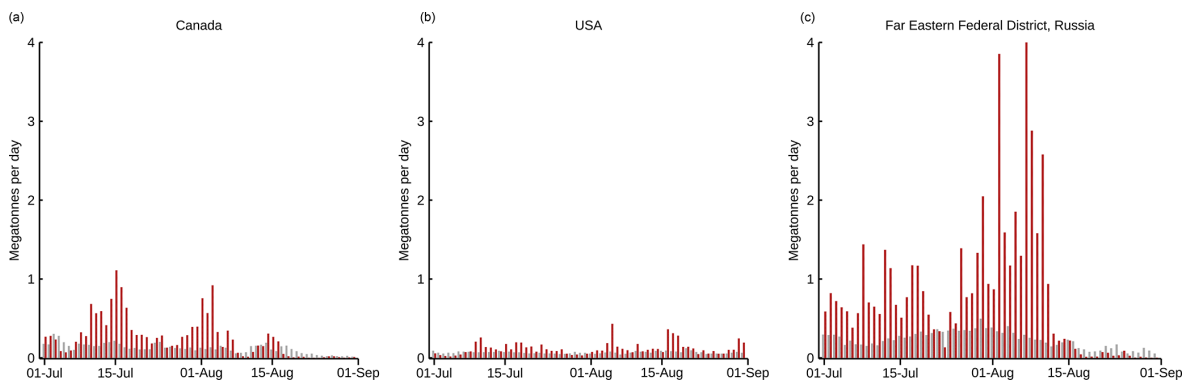 (a)
Canada
Megatonnes per day
4
3
2
1
0
01-Jul
15-Jul
01-Aug
15-Aug
01-Sep
(b)
USA
Megatonnes per day
4
3
2
1
0
01-Jul
15-Jul
01-Aug
15-Aug
01-Sep
(c)
Far Eastern Federal District, Russia
Megatonnes per day
4
3
2
1
0
01-Jul
15-Jul
01-Aug
15-Aug
01-Sep